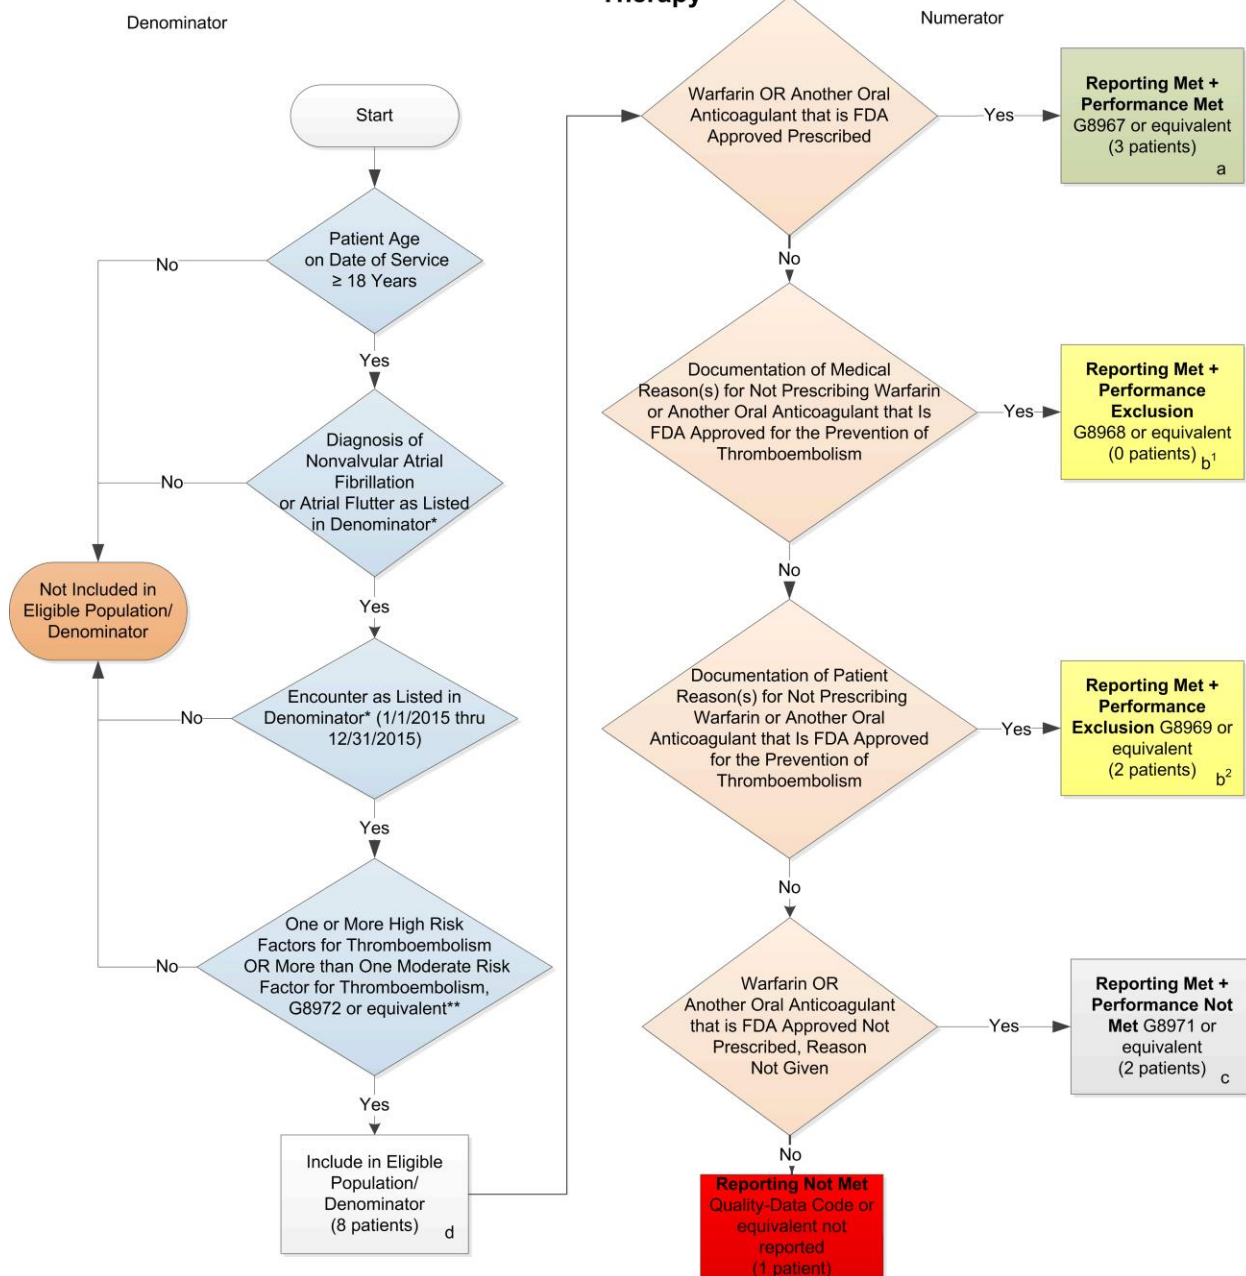 Therapy
Denominator
Numerator
Start
Patient Age
on Date of Service
≥ 18 Years
No
Yes
Diagnosis of
Nonvalvular Atrial
Fibrillation
or Atrial Flutter as Listed
in Denominator*
No
Yes
Not Included in
Eligible Population/
Denominator
Encounter as Listed in
Denominator* (1/1/2015 thru
12/31/2015)
No
Yes
One or More High Risk
Factors for Thromboembolism
OR More than One Moderate Risk
Factor for Thromboembolism,
G8972 or equivalent**
No
Yes
Include in Eligible
Population/
Denominator
(8 patients)
d
Warfarin OR Another Oral
Anticoagulant that is FDA
Approved Prescribed
Yes
Reporting Met +
Performance Met
G8967 or equivalent
(3 patients)
a
No
Documentation of Medical
Reason(s) for Not Prescribing Warfarin
or Another Oral Anticoagulant that Is
FDA Approved for the Prevention of
Thromboembolism
Yes
Reporting Met +
Performance
Exclusion
G8968 or equivalent
(0 patients) b¹
No
Documentation of Patient
Reason(s) for Not Prescribing
Warfarin or Another Oral
Anticoagulant that Is FDA Approved
for the Prevention of
Thromboembolism
Yes
Reporting Met +
Performance
Exclusion G8969 or
equivalent
(2 patients)
b²
No
Warfarin OR
Another Oral Anticoagulant
that is FDA Approved Not
Prescribed, Reason
Not Given
Yes
Reporting Met +
Performance Not
Met G8971 or
equivalent
(2 patients)
c
No
Reporting Not Met
Quality-Data Code or
equivalent not
reported
(1 patient)